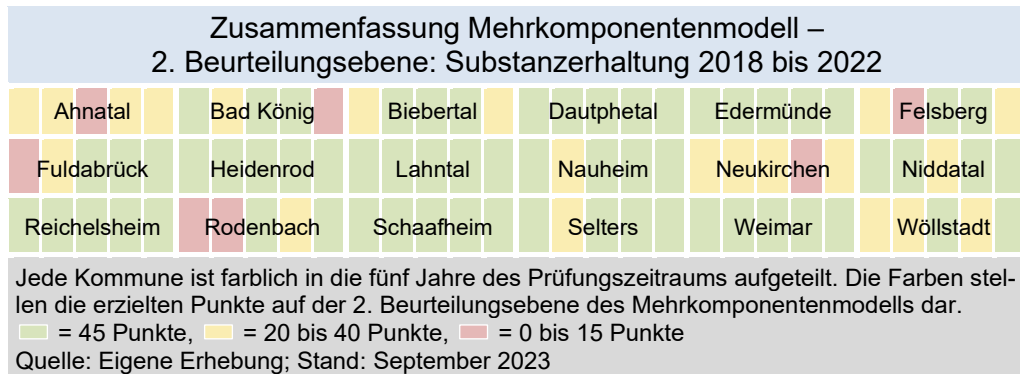 Zusammenfassung Mehrkomponentenmodell –
2. Beurteilungsebene: Substanzerhaltung 2018 bis 2022
Ahnatal Bad König Biebertal Dautphetal Edermünde Felsberg
Fuldabrück Heidenrod Lahntal Nauheim Neukirchen Niddatal
Reichelsheim Rodenbach Schaafheim Selters Weimar Wöllstadt
Jede Kommune ist farblich in die fünf Jahre des Prüfungszeitraums aufgeteilt. Die Farben stel-
len die erzielten Punkte auf der 2. Beurteilungsebene des Mehrkomponentenmodells dar.
= 45 Punkte, = 20 bis 40 Punkte, = 0 bis 15 Punkte
Quelle: Eigene Erhebung; Stand: September 2023